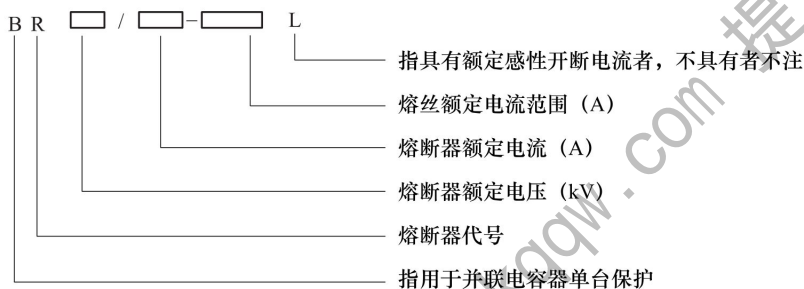 B R / - L
指具有额定感性开断电流者，不具有者不注
熔丝额定电流范围（A）
熔断器额定电流（A）
熔断器额定电压（kV）
熔断器代号
指用于并联电容器单台保护